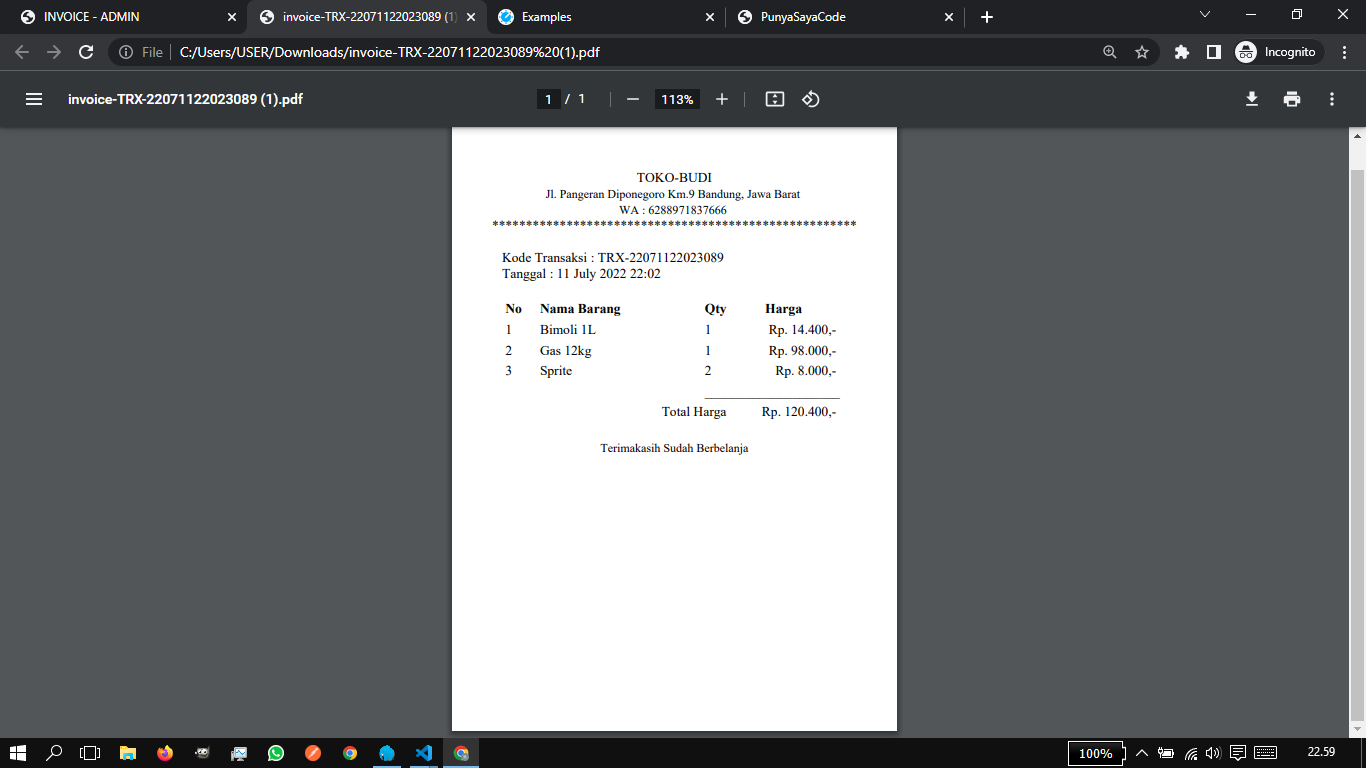 INVOICE - ADMIN
invoice-TRX-22071122023089 (1)
Examples
PunyaSayaCode
File
C:/Users/USER/Downloads/invoice-TRX-22071122023089%20(1).pdf
Incognito
invoice-TRX-22071122023089 (1).pdf
1 / 1
113%
TOKO-BUDI
Jl. Pangeran Diponegoro Km.9 Bandung, Jawa Barat
WA : 6288971837666
******************************************************
Kode Transaksi : TRX-22071122023089
Tanggal : 11 July 2022 22:02
No Nama Barang Qty Harga
1 Bimoli 1L 1 Rp. 14.400,-
2 Gas 12kg 1 Rp. 98.000,-
3 Sprite 2 Rp. 8.000,-
Total Harga Rp. 120.400,-
Terimakasih Sudah Berbelanja
100%
22.59